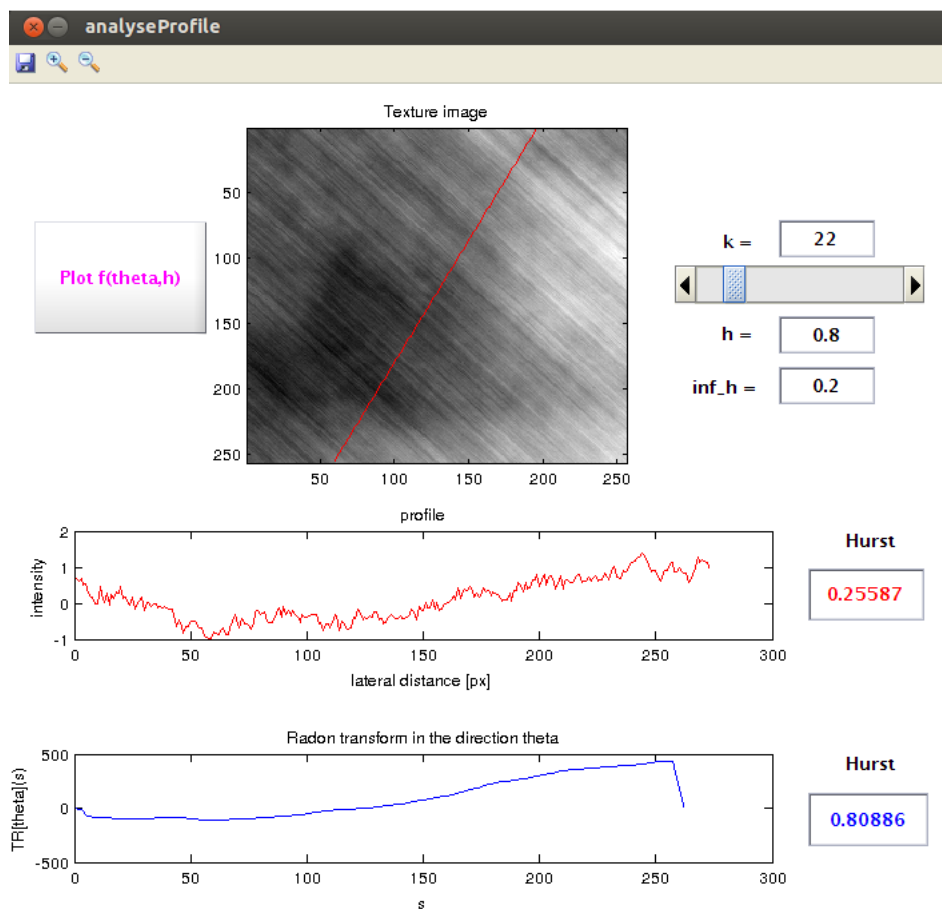 analyseProfile
Texture image
50
100
150
200
250
50
100
150
200
250
Plot f(theta,h)
k =
22
h =
0.8
inf_h =
0.2
profile
2
1
0
-1
intensity
0
50
100
150
200
250
300
lateral distance [px]
Hurst
0.25587
Radon transform in the direction theta
500
0
-500
TR[theta](s)
0
50
100
150
200
250
300
s
Hurst
0.80886